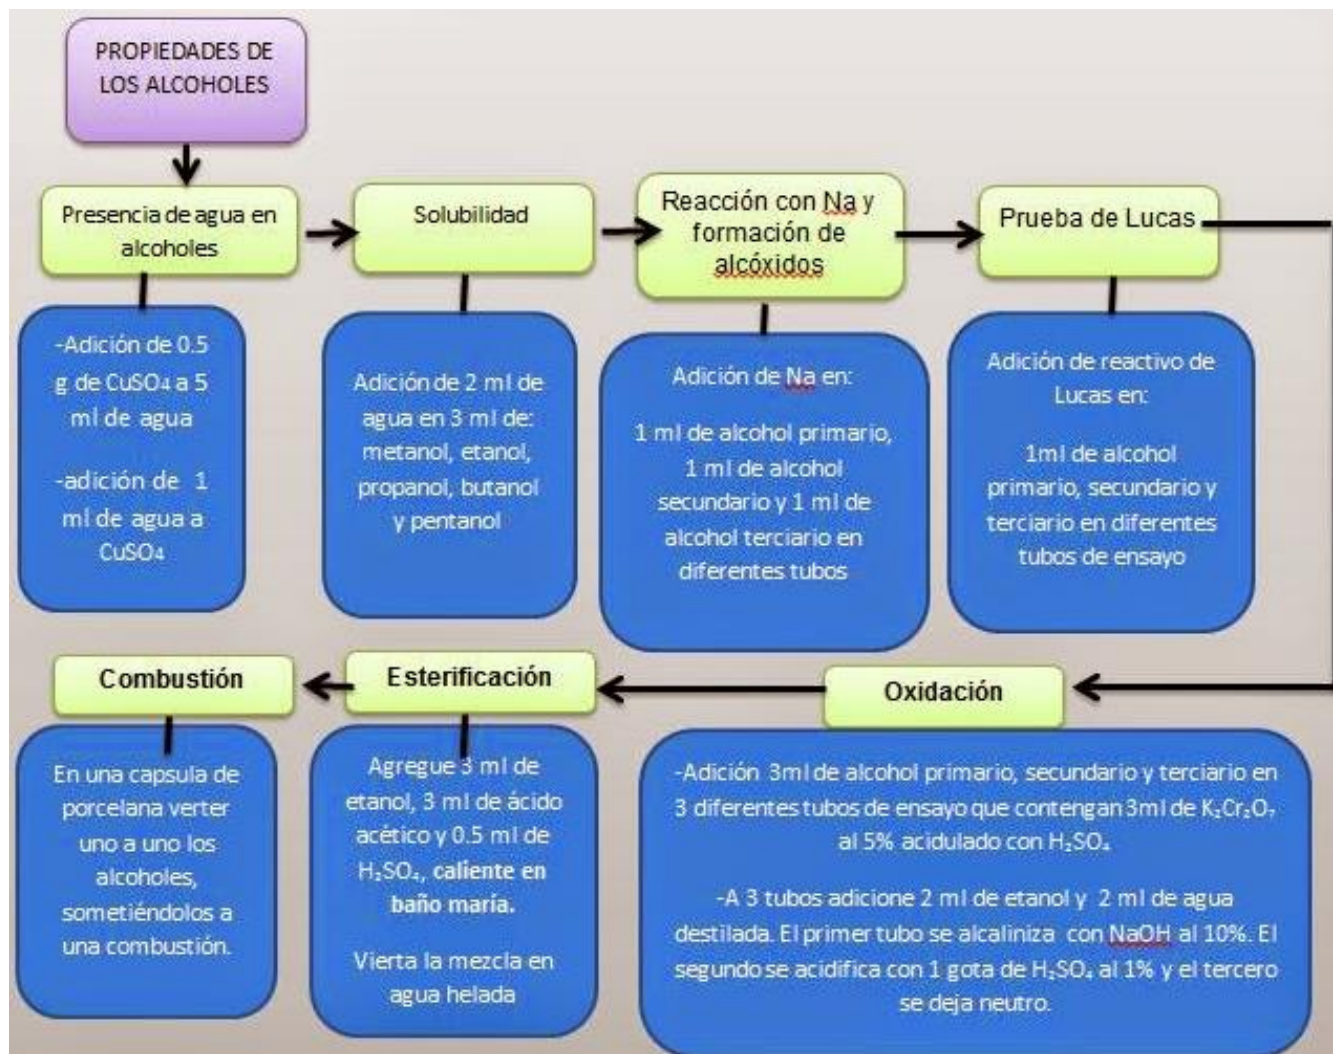 PROPIEDADES DE
LOS ALCOHOLES
Presencia de agua en
alcoholes
-Adición de 0.5
g de CuSO₄ a 5
ml de agua
-adición de 1
ml de agua a
CuSO₄
Solubilidad
Adición de 2 ml de
agua en 3 ml de:
metanol, etanol,
propanol, butanol
y pentanol
Reacción con Na y
formación de
alcóxidos
Adición de Na en:
1 ml de alcohol primario,
1 ml de alcohol
secundario y 1 ml de
alcohol terciario en
diferentes tubos
Prueba de Lucas
Adición de reactivo de
Lucas en:
1ml de alcohol
primario, secundario y
terciario en diferentes
tubos de ensayo
Oxidación
-Adición 3ml de alcohol primario, secundario y terciario en
3 diferentes tubos de ensayo que contengan 3ml de K₂Cr₂O₇
al 5% acidulado con H₂SO₄
-A 3 tubos adicione 2 ml de etanol y 2 ml de agua
destilada. El primer tubo se alcaliniza con NaOH al 10%. El
segundo se acidifica con 1 gota de H₂SO₄ al 1% y el tercero
se deja neutro.
Esterificación
Agregue 3 ml de
etanol, 3 ml de ácido
acético y 0.5 ml de
H₂SO₄, caliente en
baño maría.
Vierta la mezcla en
agua helada
Combustión
En una capsula de
porcelana verter
uno a uno los
alcoholes,
sometiéndolos a
una combustión.